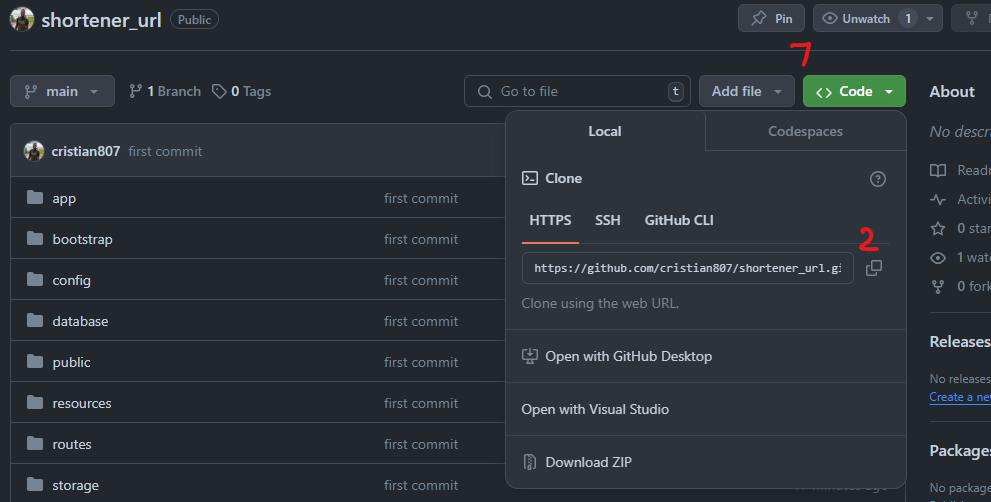 shortener_url Public
Pin
Unwatch 1
1
main
1 Branch
0 Tags
Go to file t
Add file
Code
About
No descri
cristian807 first commit
Local
Codespaces
Clone
HTTPS SSH GitHub CLI
2
https://github.com/cristian807/shortener_url.gi
Clone using the web URL.
Open with GitHub Desktop
Open with Visual Studio
Download ZIP
app first commit
bootstrap first commit
config first commit
database first commit
public first commit
resources first commit
routes first commit
storage first commit
Readm
Activi
0 star
1 watc
0 fork
Releases
No releases
Create a new
Packages
No package